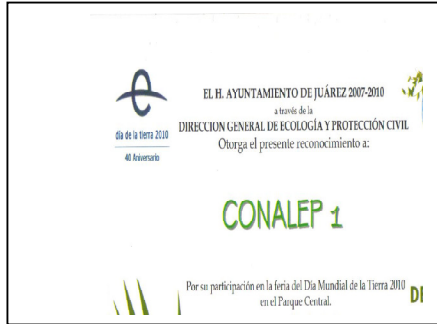 EL H. AYUNTAMIENTO DE JUÁREZ 2007-2010
a través de la
DIRECCION GENERAL DE ECOLOGÍA Y PROTECCIÓN CIVIL
Otorga el presente reconocimiento a:
día de la tierra 2010
40 Aniversario
CONALEP 1
Por su participación en la feria del Día Mundial de la Tierra 2010
en el Parque Central.